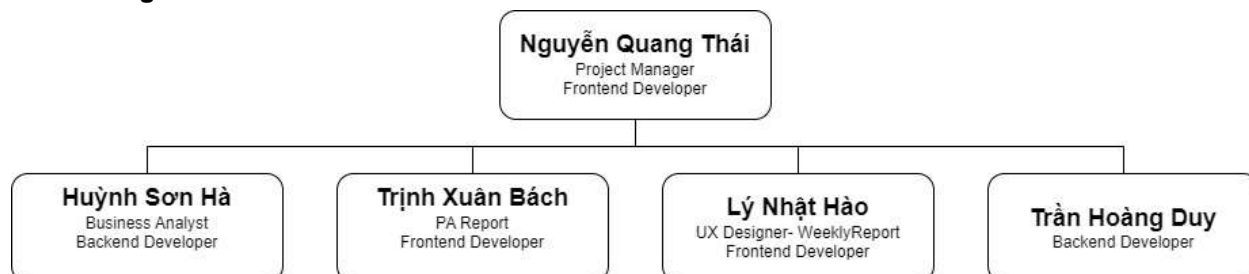 Nguyễn Quang Thái
Project Manager
Frontend Developer
Huỳnh Sơn Hà
Business Analyst
Backend Developer
Trịnh Xuân Bách
PA Report
Frontend Developer
Lý Nhật Hào
UX Designer- WeeklyReport
Frontend Developer
Trần Hoàng Duy
Backend Developer